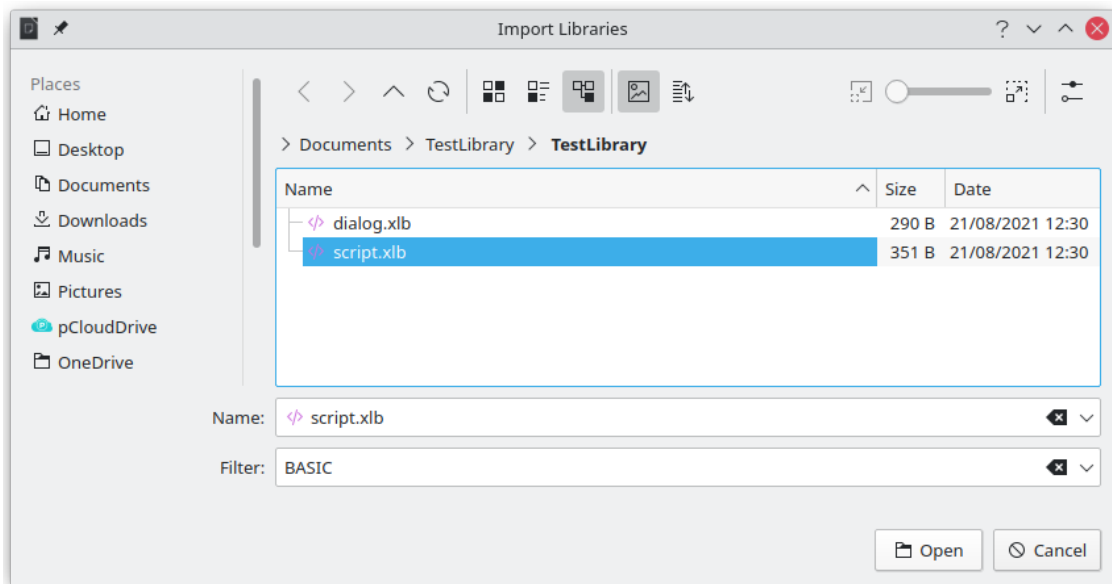 Import Libraries
?
Places
Home
Desktop
Documents
Downloads
Music
Pictures
pCloudDrive
OneDrive
> Documents > TestLibrary > TestLibrary
Name Size Date
dialog.xlb 290 B 21/08/2021 12:30
script.xlb 351 B 21/08/2021 12:30
Name: script.xlb
Filter: BASIC
Open Cancel